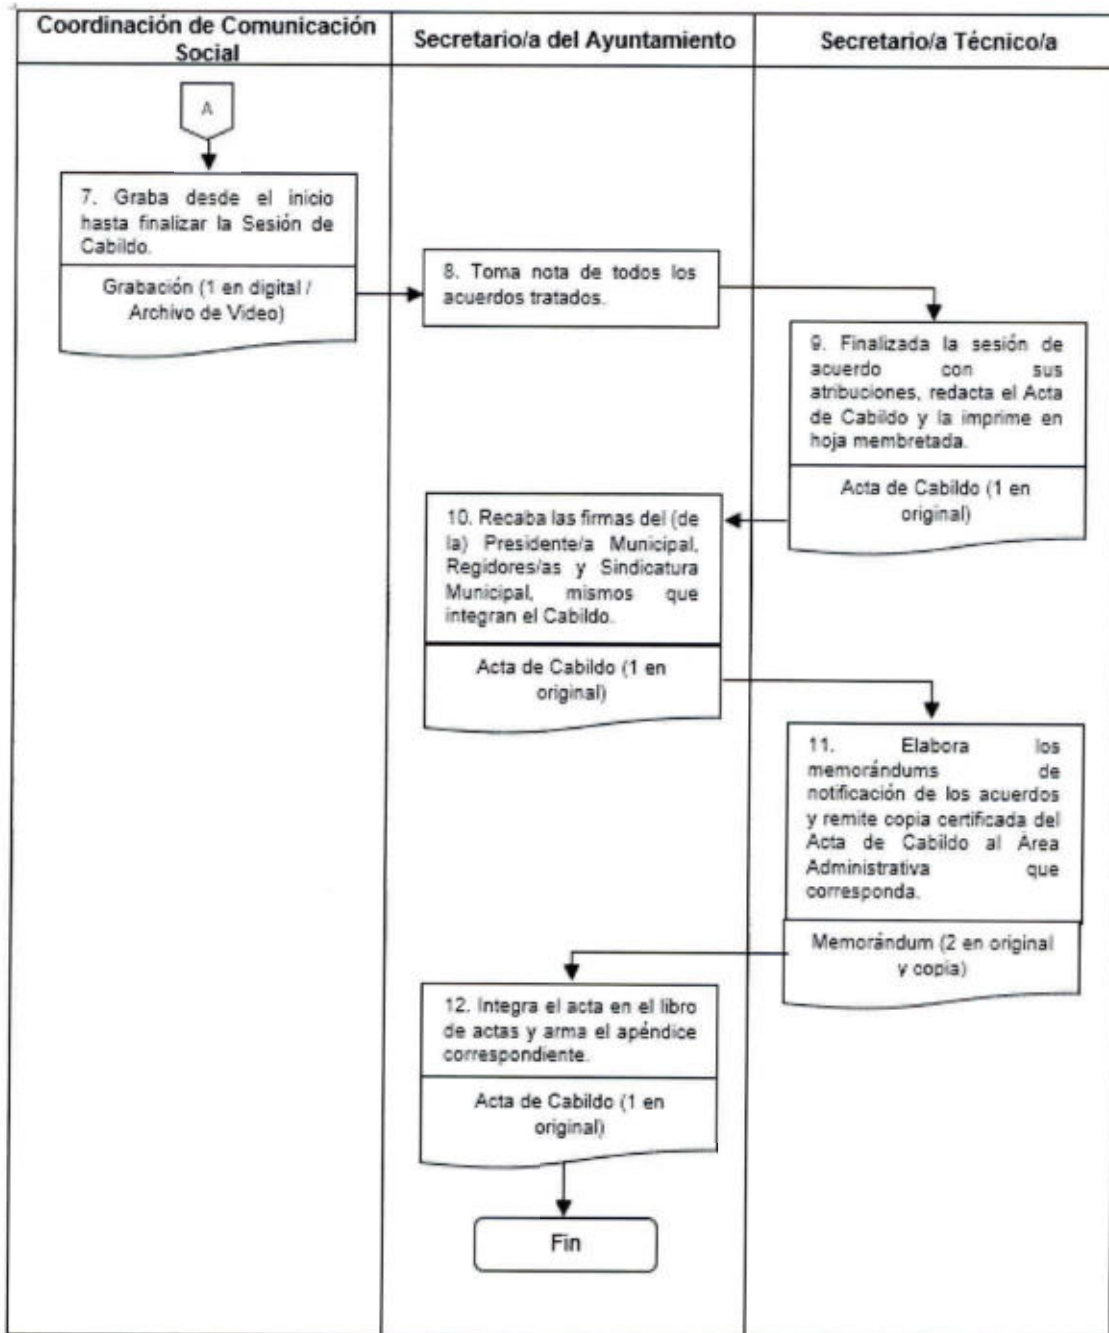 Coordinación de Comunicación
Social
Secretario/a del Ayuntamiento
Secretario/a Técnico/a
A
7. Graba desde el inicio
hasta finalizar la Sesión de
Cabildo.
Grabación (1 en digital /
Archivo de Video)
8. Toma nota de todos los
acuerdos tratados.
9. Finalizada la sesión de
acuerdo con sus
atribuciones, redacta el Acta
de Cabildo y la imprime en
hoja membretada.
Acta de Cabildo (1 en
original)
10. Recaba las firmas del (de
la) Presidente/a Municipal,
Regidores/as y Sindicatura
Municipal, mismos que
integran el Cabildo.
Acta de Cabildo (1 en
original)
11. Elabora los
memorándums de
notificación de los acuerdos
y remite copia certificada del
Acta de Cabildo al Área
Administrativa que
corresponda.
Memorándum (2 en original
y copia)
12. Integra el acta en el libro
de actas y arma el apéndice
correspondiente.
Acta de Cabildo (1 en
original)
Fin